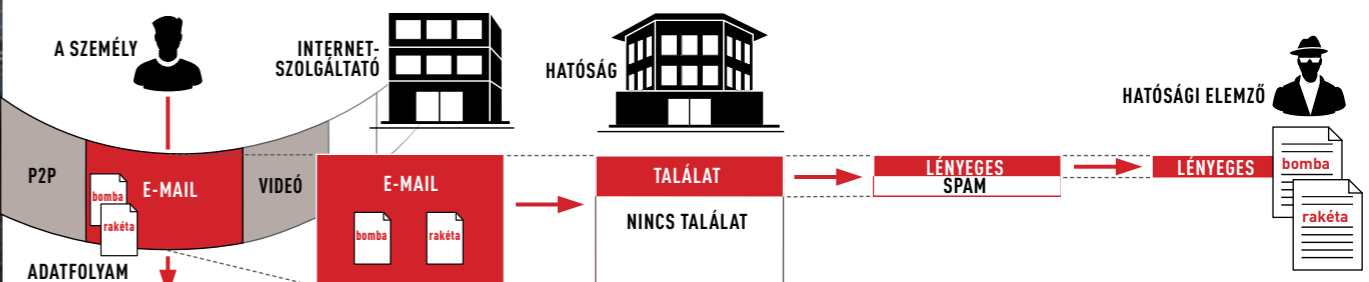 A SZEMÉLY
INTERNET-
SZOLGÁLTATÓ
HATÓSÁG
HATÓSÁGI ELEMZŐ
P2P
E-MAIL
bomba
rakéta
VIDEÓ
ADATFOLYAM
E-MAIL
bomba
rakéta
TALÁLAT
NINCS TALÁLAT
LÉNYEGES
SPAM
LÉNYEGES
bomba
rakéta